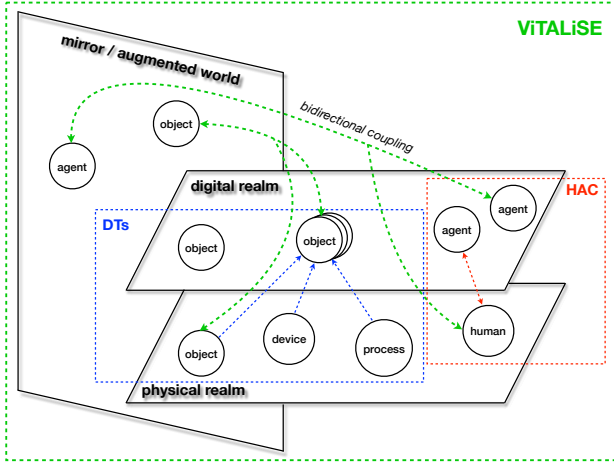 ViTALiSE
mirror / augmented world
object
agent
bidirectional coupling
digital realm
HAC
agent
agent
DTs
object
object
object
device
process
human
physical realm